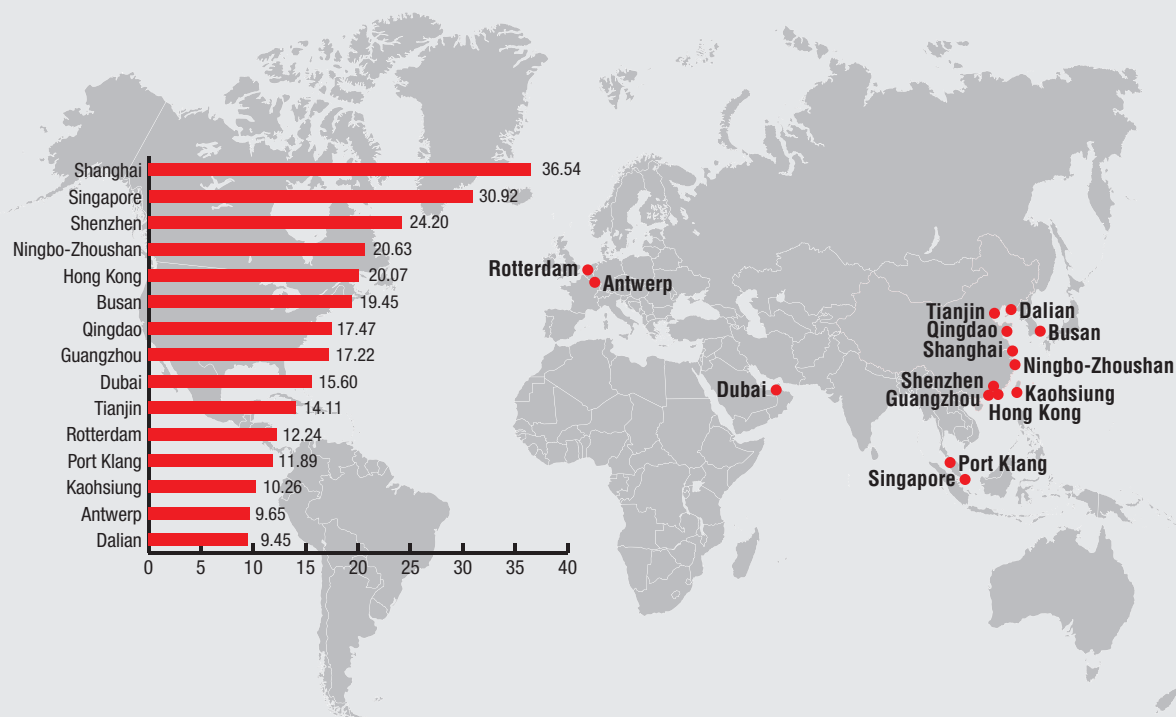 Shanghai 36.54
Singapore 30.92
Shenzhen 24.20
Ningbo-Zhoushan 20.63
Hong Kong 20.07
Busan 19.45
Qingdao 17.47
Guangzhou 17.22
Dubai 15.60
Tianjin 14.11
Rotterdam 12.24
Port Klang 11.89
Kaohsiung 10.26
Antwerp 9.65
Dalian 9.45
0 5 10 15 20 25 30 35 40
Rotterdam
Antwerp
Dubai
Tianjin
Dalian
Qingdao
Busan
Shanghai
Ningbo-Zhoushan
Shenzhen
Guangzhou
Kaohsiung
Hong Kong
Port Klang
Singapore